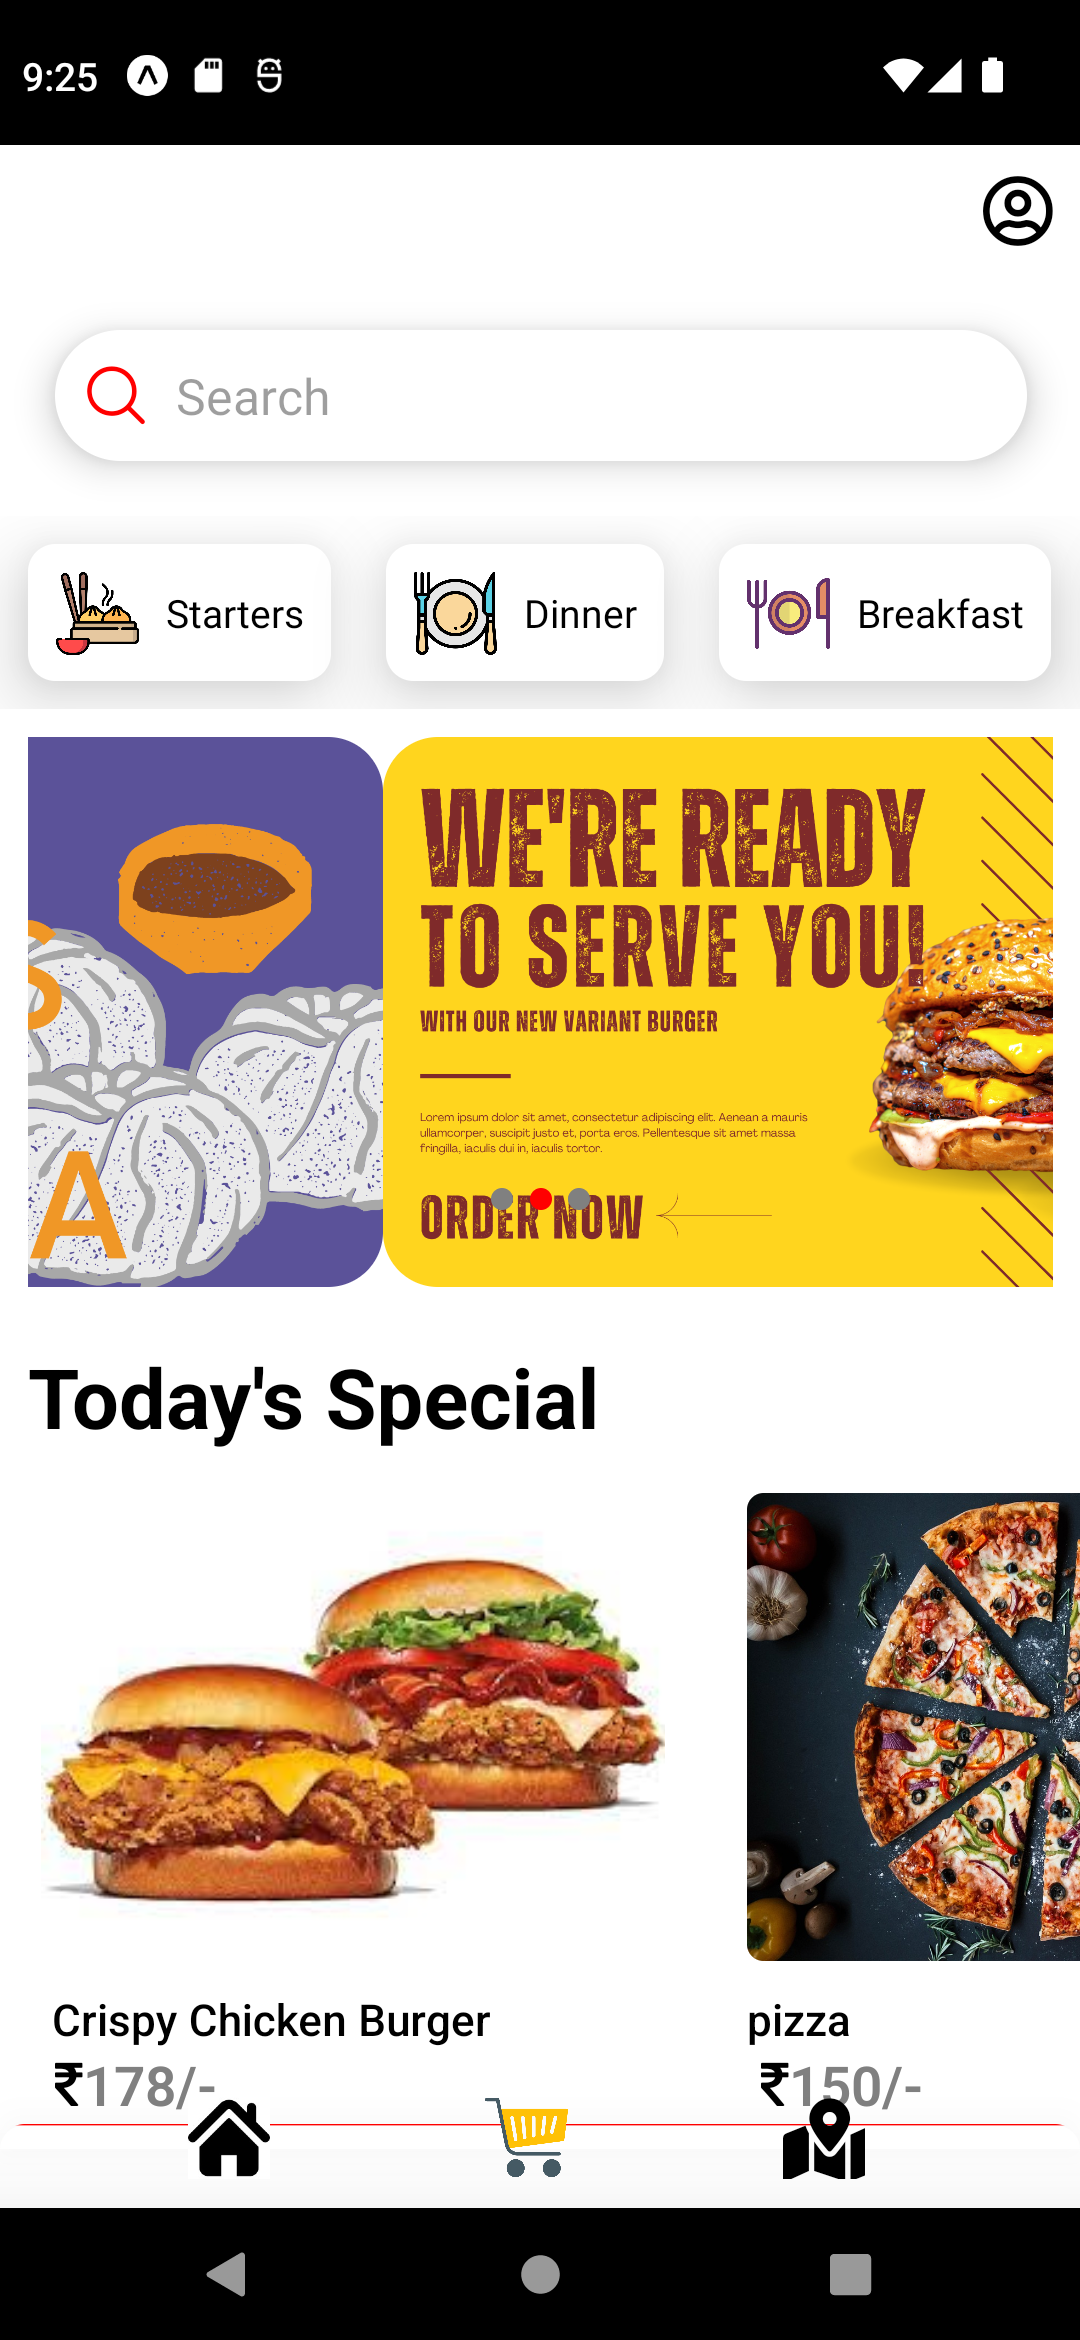 9:25
Search
Starters
Dinner
Breakfast
S
A
WE'RE READY
TO SERVE YOU!
WITH OUR NEW VARIANT BURGER
Lorem ipsum dolor sit amet, consectetur adipiscing elit. Aenean a mauris
ullamcorper, suscipit justo et, porta eros. Pellentesque sit amet massa
fringilla, iaculis dui in, iaculis tortor.
ORDER NOW
Today's Special
Crispy Chicken Burger
₹178/-
pizza
₹150/-